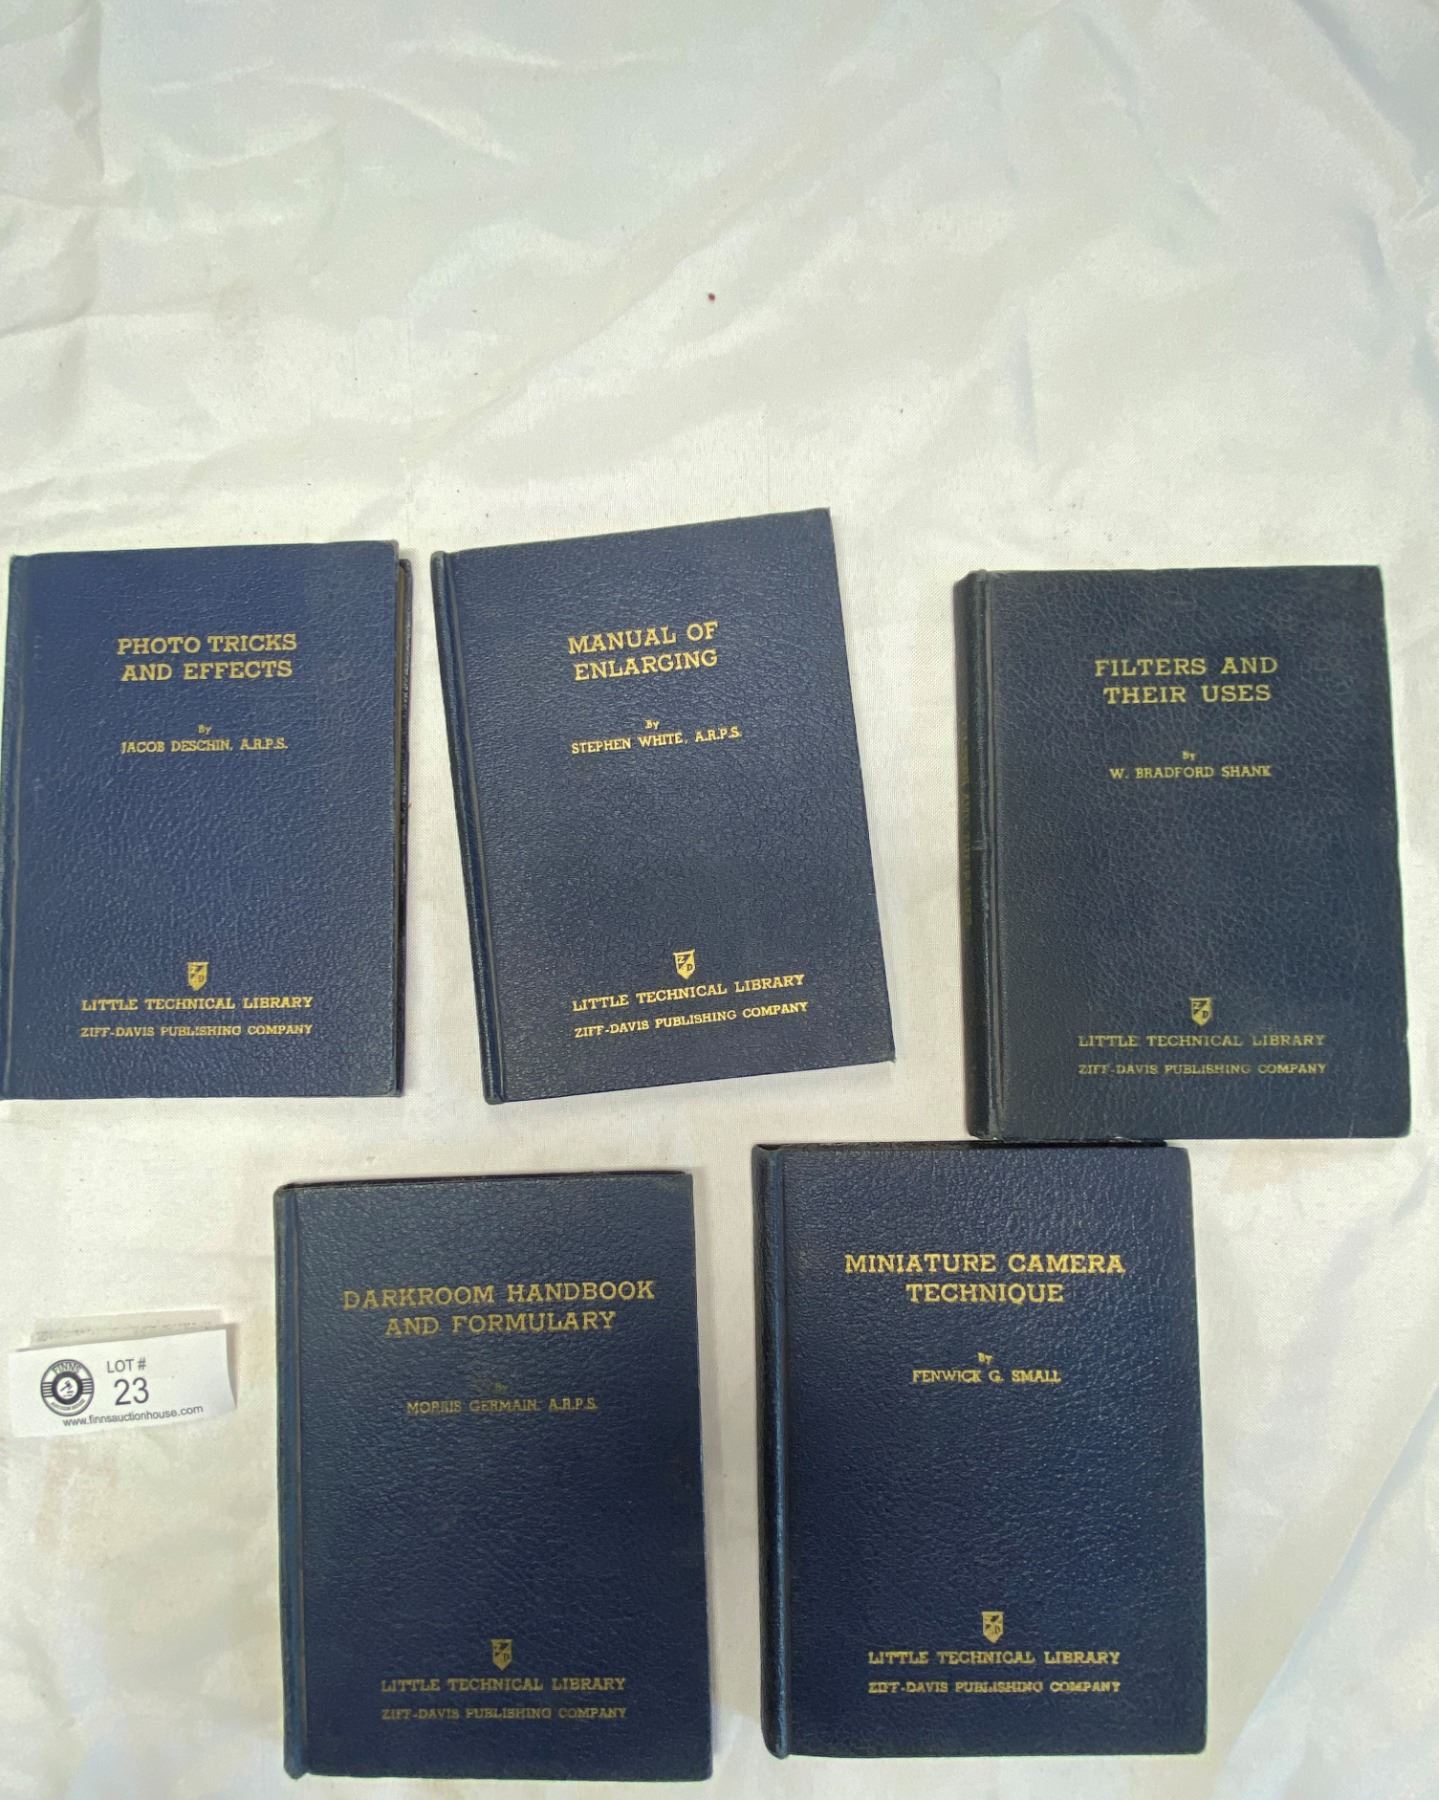 PHOTO TRICKS
AND EFFECTS
By
JACOB DESCHIN, A.R.P.S.
Z
D
LITTLE TECHNICAL LIBRARY
ZIFF-DAVIS PUBLISHING COMPANY
MANUAL OF
ENLARGING
By
STEPHEN WHITE, A.R.P.S.
Z
D
LITTLE TECHNICAL LIBRARY
ZIFF-DAVIS PUBLISHING COMPANY
FILTERS AND
THEIR USES
By
W. BRADFORD SHANK
Z
D
LITTLE TECHNICAL LIBRARY
ZIFF-DAVIS PUBLISHING COMPANY
DARKROOM HANDBOOK
AND FORMULARY
By
MORRIS GERMAIN, A.R.P.S.
Z
D
LITTLE TECHNICAL LIBRARY
ZIFF-DAVIS PUBLISHING COMPANY
MINIATURE CAMERA
TECHNIQUE
By
FENWICK G. SMALL
Z
D
LITTLE TECHNICAL LIBRARY
ZIFF-DAVIS PUBLISHING COMPANY
FINNS
LOT #
23
www.finnsauctionhouse.com